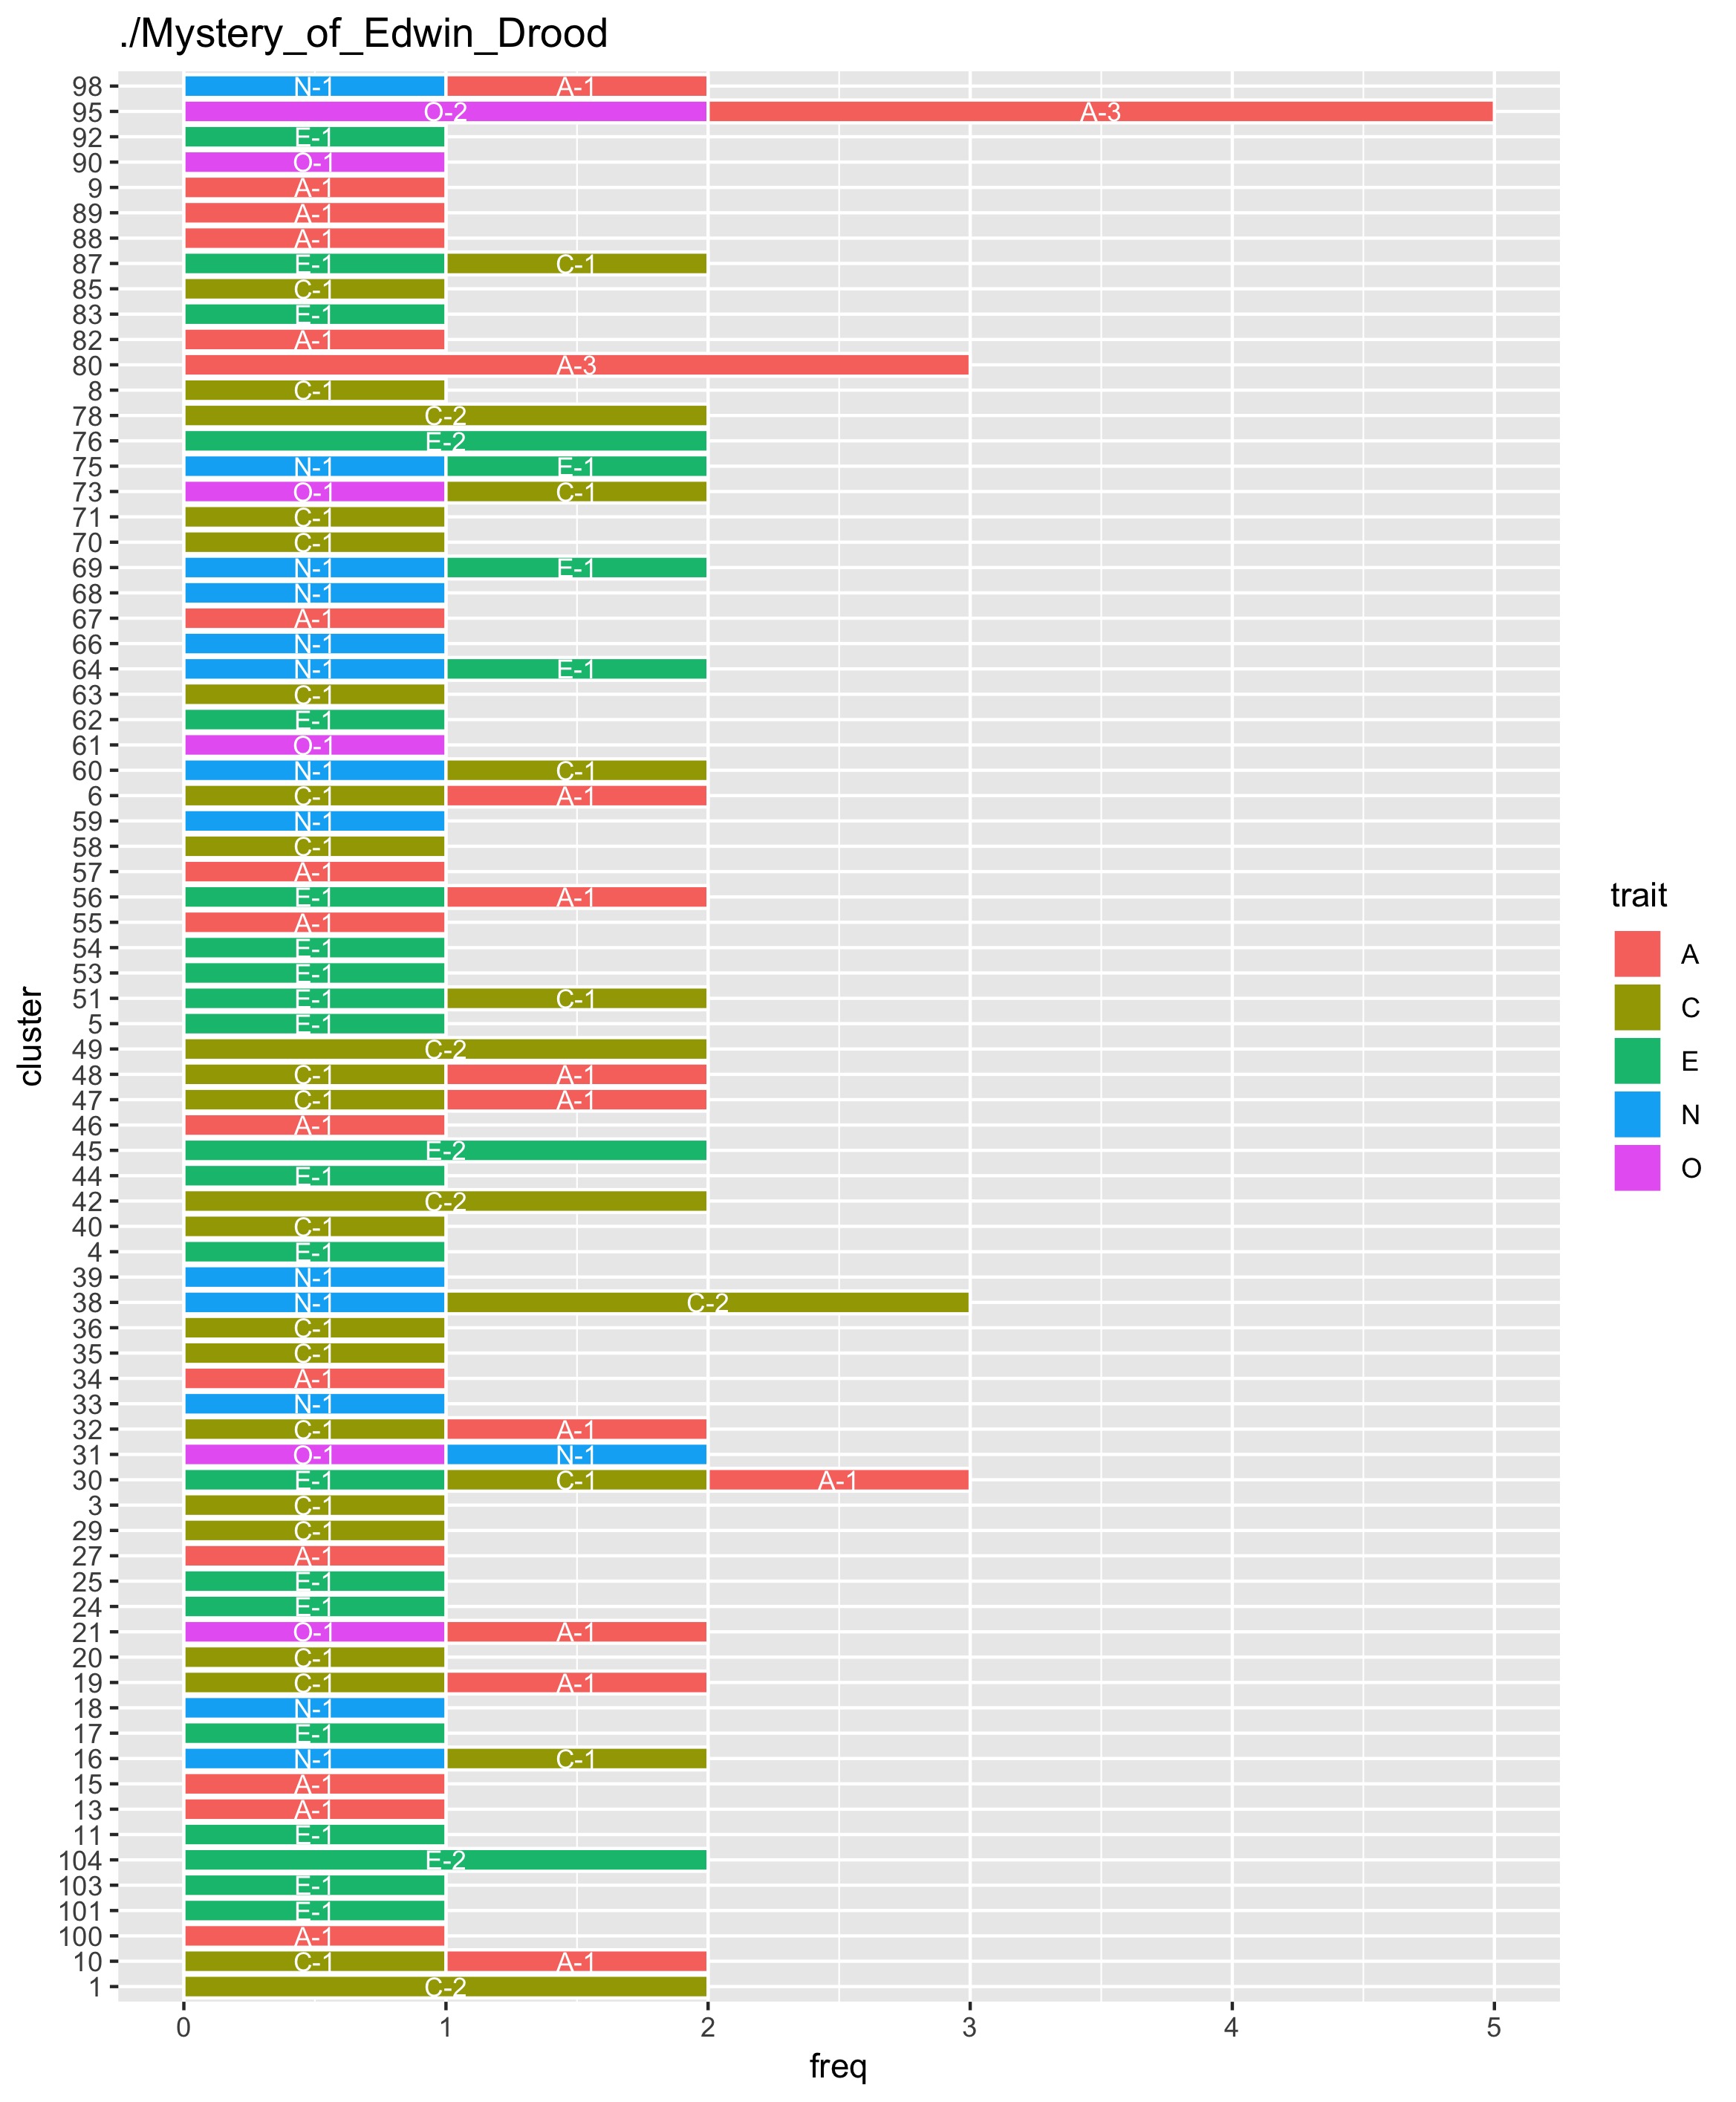 ./Mystery_of_Edwin_Drood
98 N-1 A-1
95 O-2 A-3
92 E-1
90 O-1
9 A-1
89 A-1
88 A-1
87 E-1 C-1
85 C-1
83 E-1
82 A-1
80 A-3
8 C-1
78 C-2
76 E-2
75 N-1 E-1
73 O-1 C-1
71 C-1
70 C-1
69 N-1 E-1
68 N-1
67 A-1
66 N-1
64 N-1 E-1
63 C-1
62 E-1
61 O-1
60 N-1 C-1
6 C-1 A-1
59 N-1
58 C-1
57 A-1
56 E-1 A-1
55 A-1
54 E-1
53 E-1
51 E-1 C-1
5 E-1
49 C-2
48 C-1 A-1
47 C-1 A-1
46 A-1
45 E-2
44 E-1
42 C-2
40 C-1
4 E-1
39 N-1
38 N-1 C-2
36 C-1
35 C-1
34 A-1
33 N-1
32 C-1 A-1
31 O-1 N-1
30 E-1 C-1 A-1
3 C-1
29 C-1
27 A-1
25 E-1
24 E-1
21 O-1 A-1
20 C-1
19 C-1 A-1
18 N-1
17 E-1
16 N-1 C-1
15 A-1
13 A-1
11 E-1
104 E-2
103 E-1
101 E-1
100 A-1
10 C-1 A-1
1 C-2
0 1 2 3 4 5
freq
cluster
trait
A
C
E
N
O